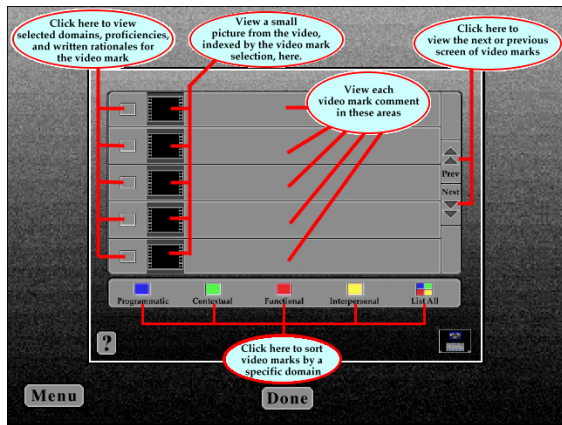 Click here to view
selected domains, proficiencies,
and written rationales for
the video mark
View a small
picture from the video,
indexed by the video mark
selection, here.
Click here to
view the next or previous
screen of video marks
View each
video mark comment
in these areas
Prev
Next
Programmatic
Contextual
Functional
Interpersonal
List All
?
Click here to sort
video marks by a
specific domain
Menu
Done